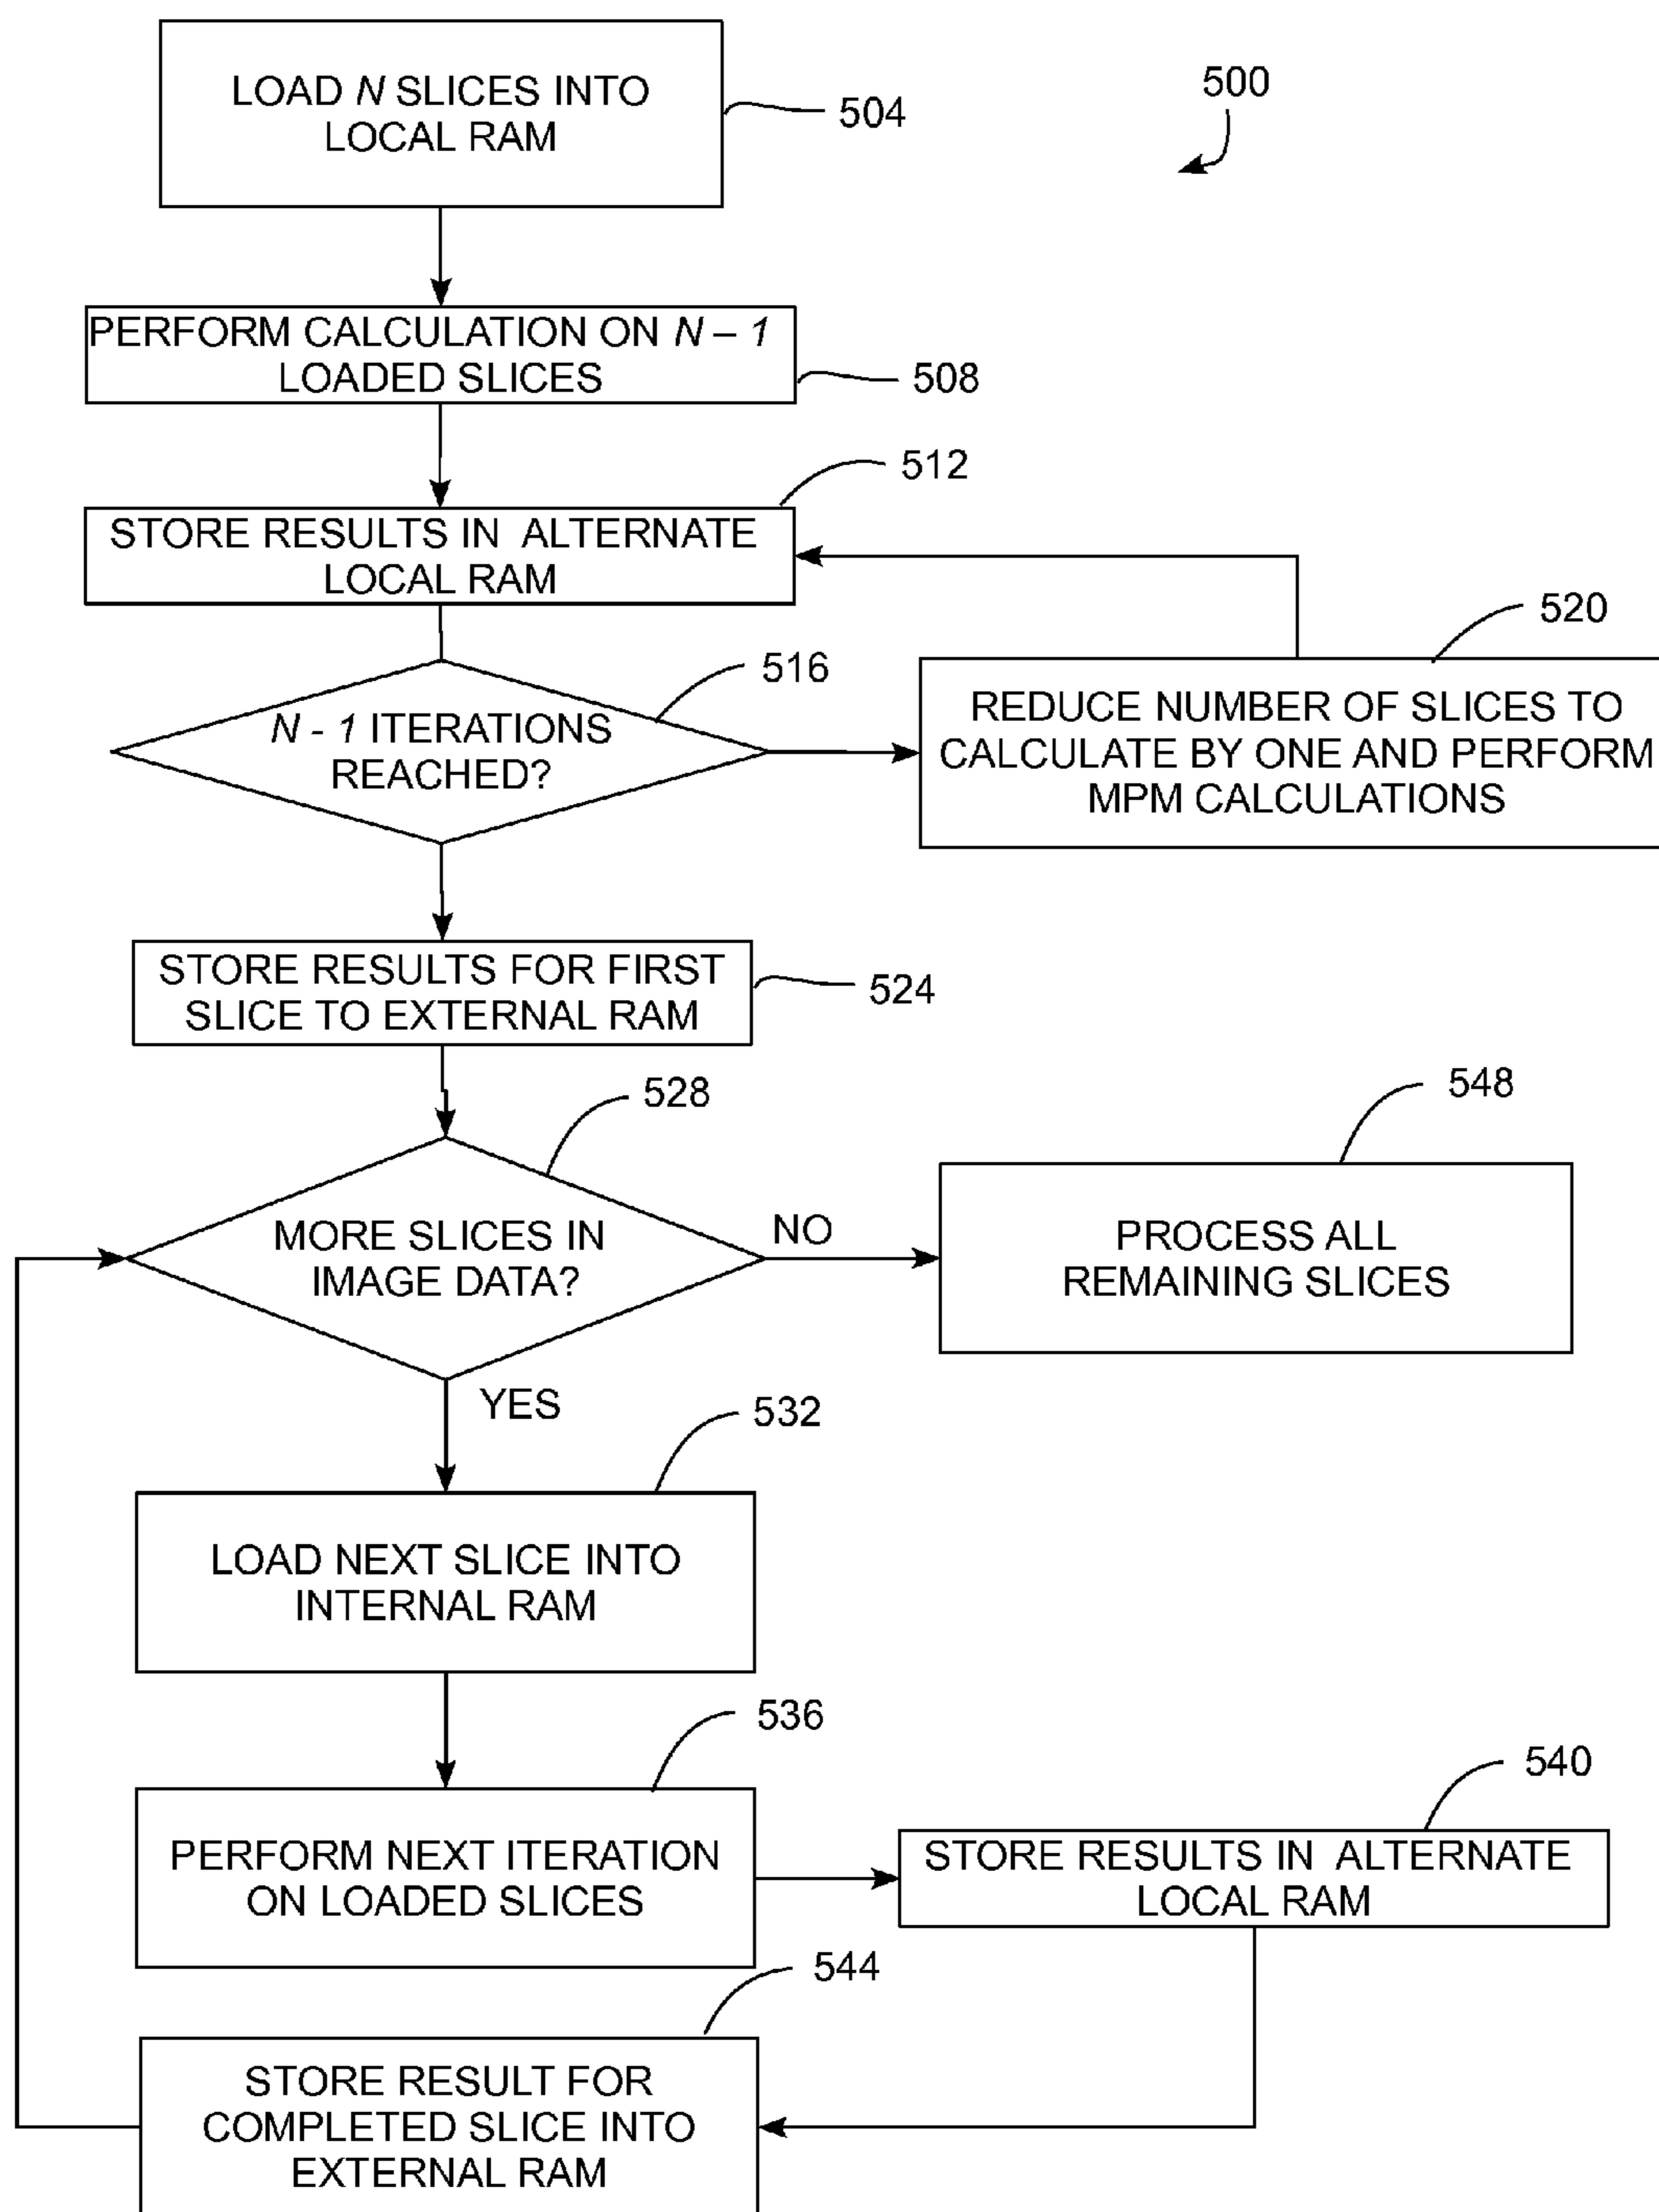 LOAD N SLICES INTO
LOCAL RAM
504
500
PERFORM CALCULATION ON N – 1
LOADED SLICES
508
512
STORE RESULTS IN ALTERNATE
LOCAL RAM
516
520
N - 1 ITERATIONS
REACHED?
REDUCE NUMBER OF SLICES TO
CALCULATE BY ONE AND PERFORM
MPM CALCULATIONS
STORE RESULTS FOR FIRST
SLICE TO EXTERNAL RAM
524
528
548
MORE SLICES IN
IMAGE DATA?
NO
PROCESS ALL
REMAINING SLICES
YES
532
LOAD NEXT SLICE INTO
INTERNAL RAM
536
540
PERFORM NEXT ITERATION
ON LOADED SLICES
STORE RESULTS IN ALTERNATE
LOCAL RAM
544
STORE RESULT FOR
COMPLETED SLICE INTO
EXTERNAL RAM